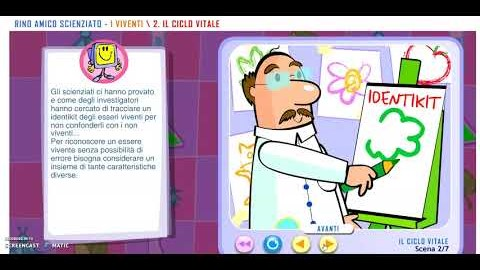 RINO AMICO SCIENZIATO - I VIVENTI \ 2. IL CICLO VITALE
Gli scienziati ci hanno provato
e come degli investigatori
hanno cercato di tracciare un
identikit degli esseri viventi per
non confonderli con i non
viventi...
Per riconoscere un essere
vivente senza possibilità di
errore bisogna considerare un
insieme di tante caratteristiche
diverse.
IDENTIKIT
AVANTI
IL CICLO VITALE
Scena 2/7
RECORDED WITH
SCREENCAST MATIC